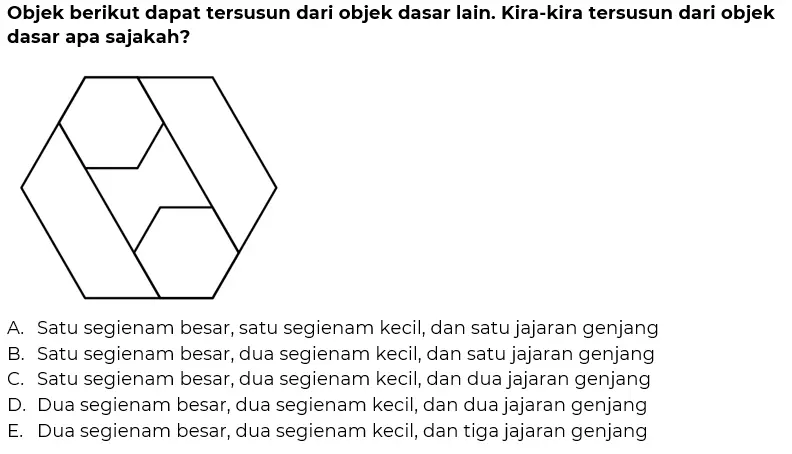 Objek berikut dapat tersusun dari objek dasar lain. Kira-kira tersusun dari objek
dasar apa sajakah?
A. Satu segienam besar, satu segienam kecil, dan satu jajaran genjang
B. Satu segienam besar, dua segienam kecil, dan satu jajaran genjang
C. Satu segienam besar, dua segienam kecil, dan dua jajaran genjang
D. Dua segienam besar, dua segienam kecil, dan dua jajaran genjang
E. Dua segienam besar, dua segienam kecil, dan tiga jajaran genjang